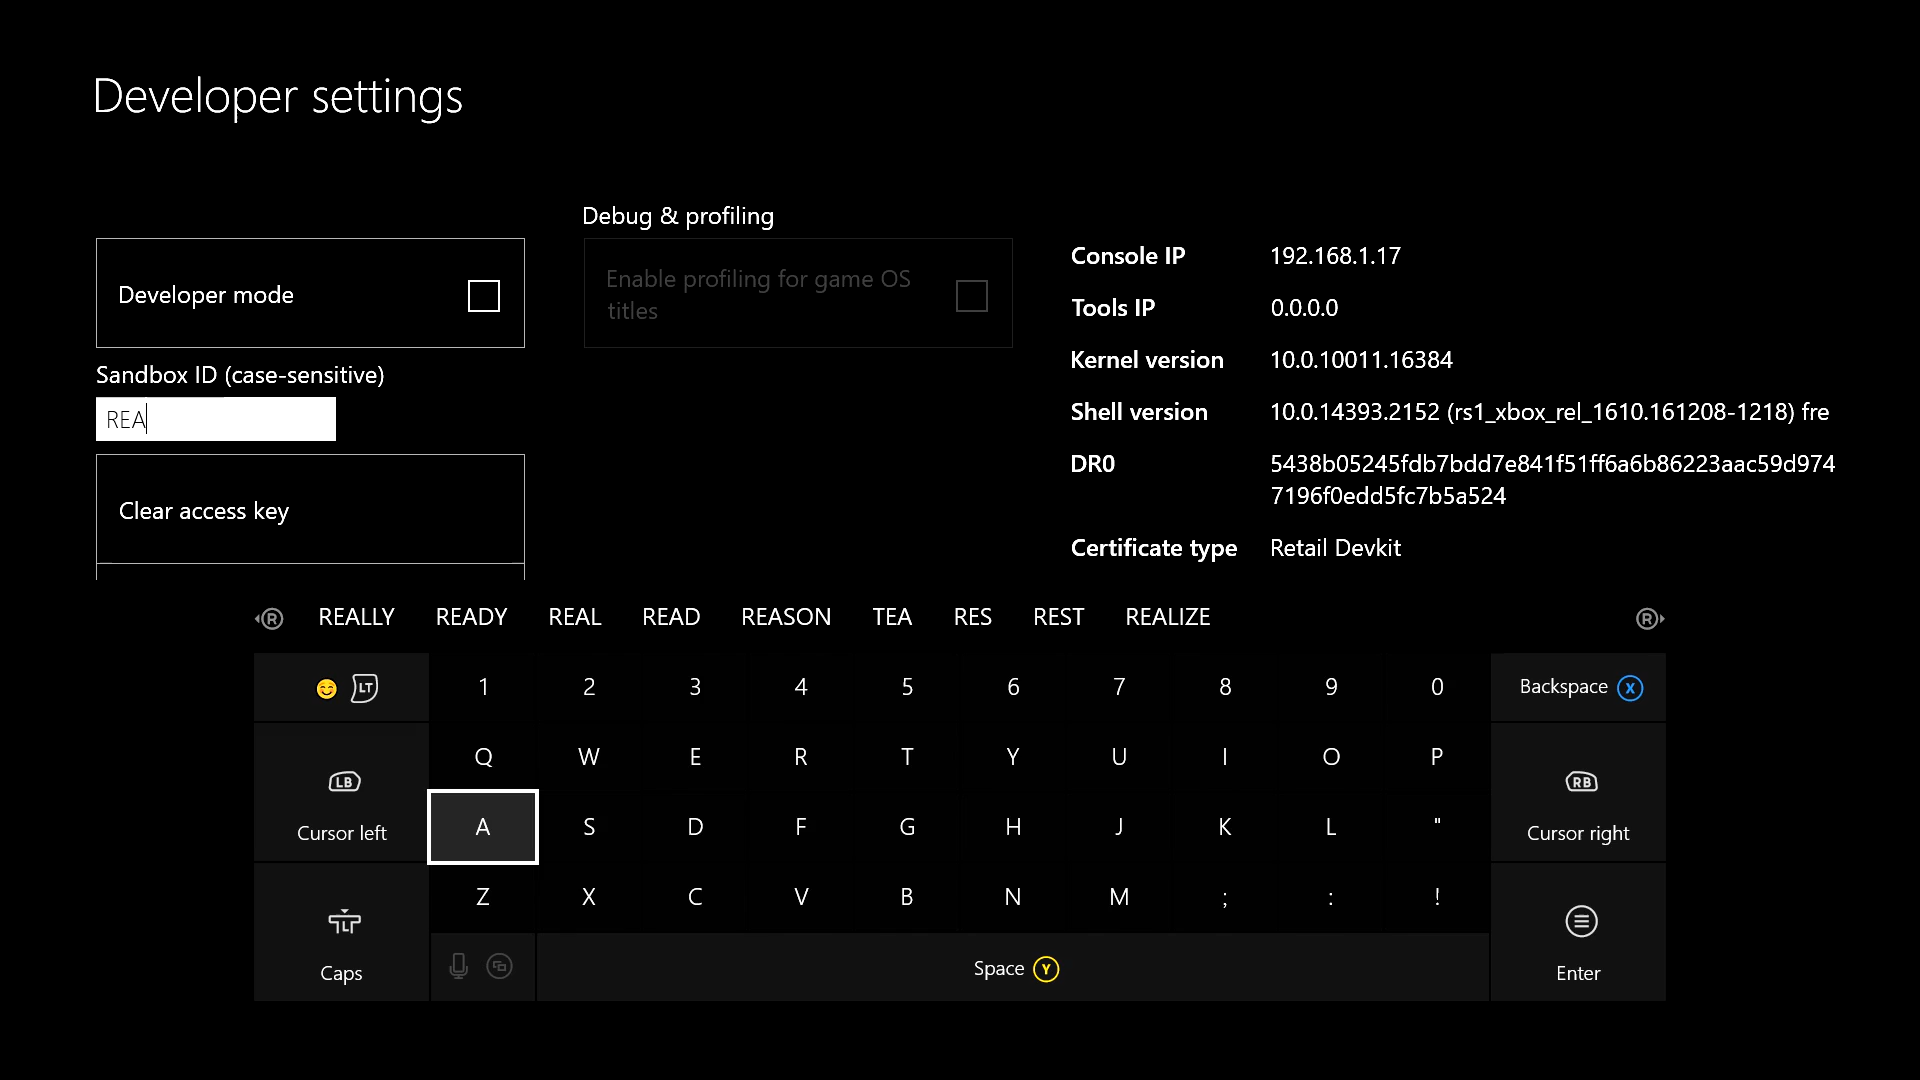 Developer settings
Debug & profiling
Developer mode
Enable profiling for game OS
titles
Sandbox ID (case-sensitive)
REA
Clear access key
Console IP 192.168.1.17
Tools IP 0.0.0.0
Kernel version 10.0.10011.16384
Shell version 10.0.14393.2152 (rs1_xbox_rel_1610.161208-1218) fre
DR0 5438b05245fdb7bdd7e841f51ff6a6b86223aac59d974
7196f0edd5fc7b5a524
Certificate type Retail Devkit
R REALLY READY REAL READ REASON TEA RES REST REALIZE R
LT 1 2 3 4 5 6 7 8 9 0 Backspace X
Q W E R T Y U I O P
LB RB
Cursor left A S D F G H J K L " Cursor right
Z X C V B N M ; : !
LT
Caps Space Y Enter